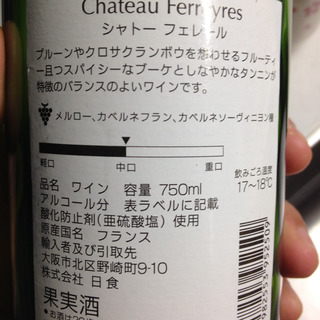 Chateau Ferreyres
シャトー フェレール
プルーンやクロサクランボウを想わせるフルーティ
一且つスパイシーなブーケとしなやかなタンニンが
特徴のバランスのよいワインです。
メルロー、カベルネフラン、カベルネソーヴィニヨン種
軽口 中口 重口
飲みごろ温度
17〜18℃
品名 ワイン 容量 750ml
アルコール分 表ラベルに記載
酸化防止剤(亜硫酸塩)使用
原産国名 フランス
輸入者及び引取先
大阪市北区野崎町9-10
株式会社 日食
果実酒